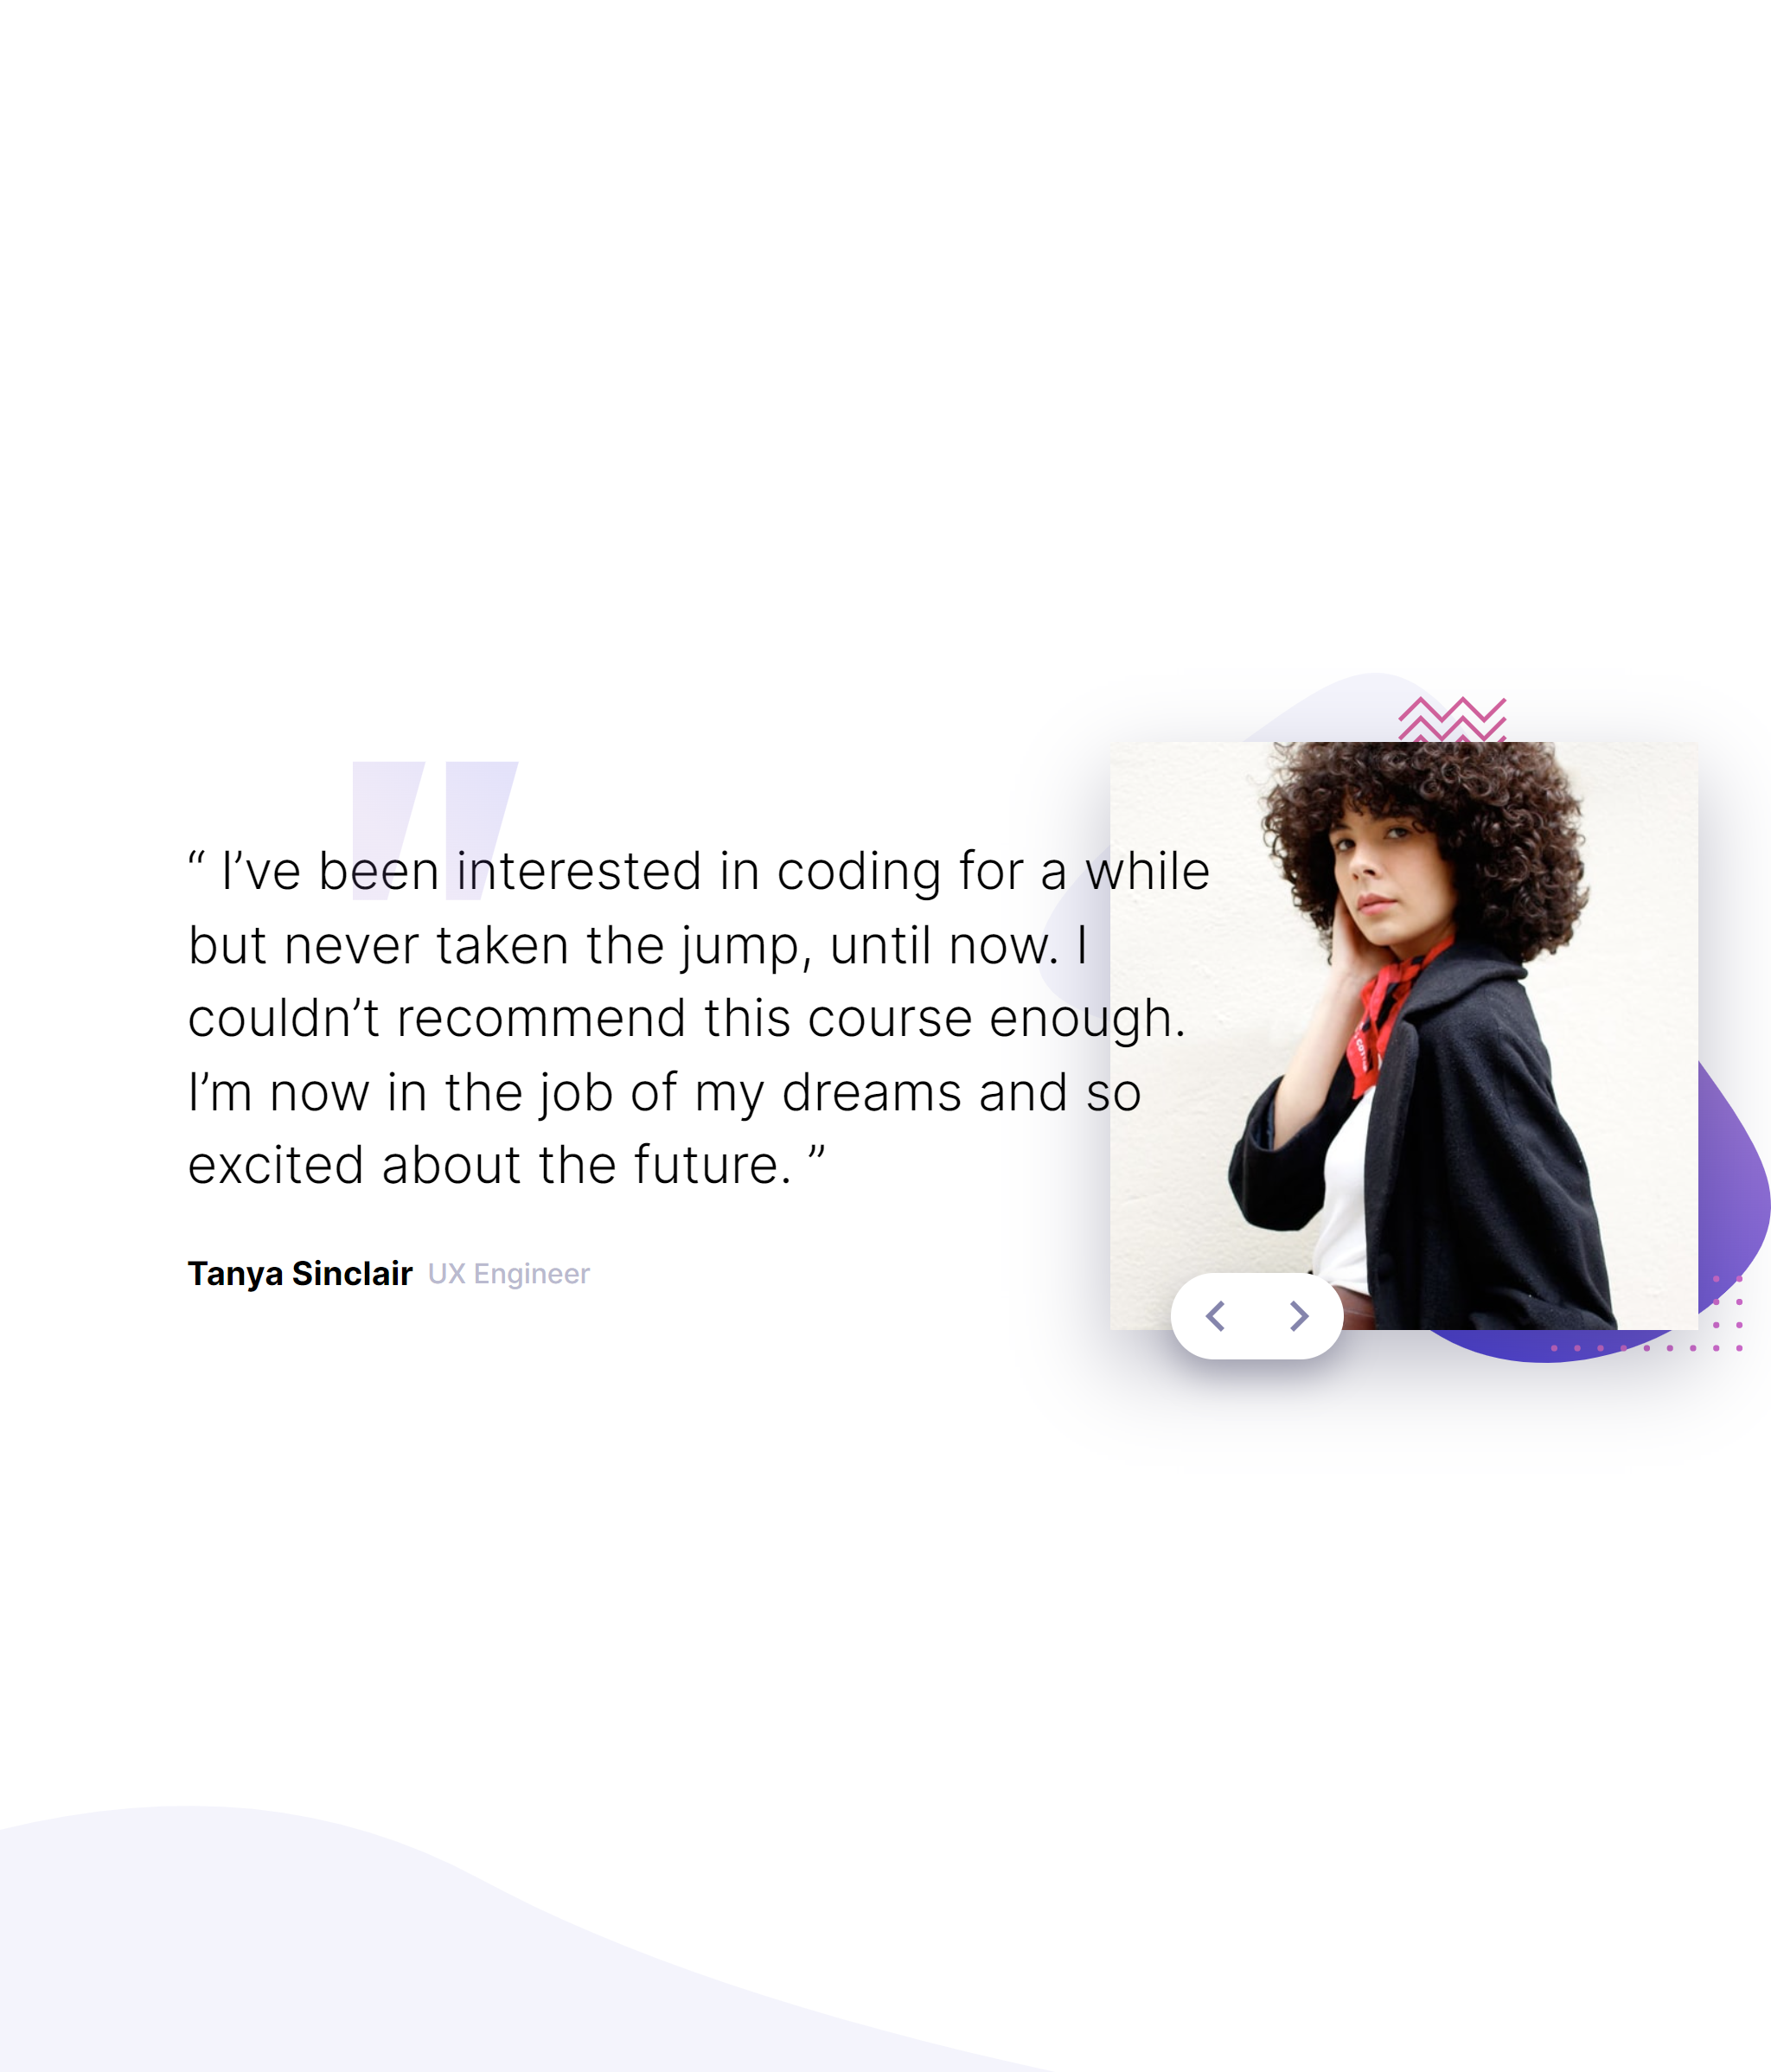 “ I’ve been interested in coding for a while
but never taken the jump, until now. I
couldn’t recommend this course enough.
I’m now in the job of my dreams and so
excited about the future. ”
Tanya Sinclair UX Engineer